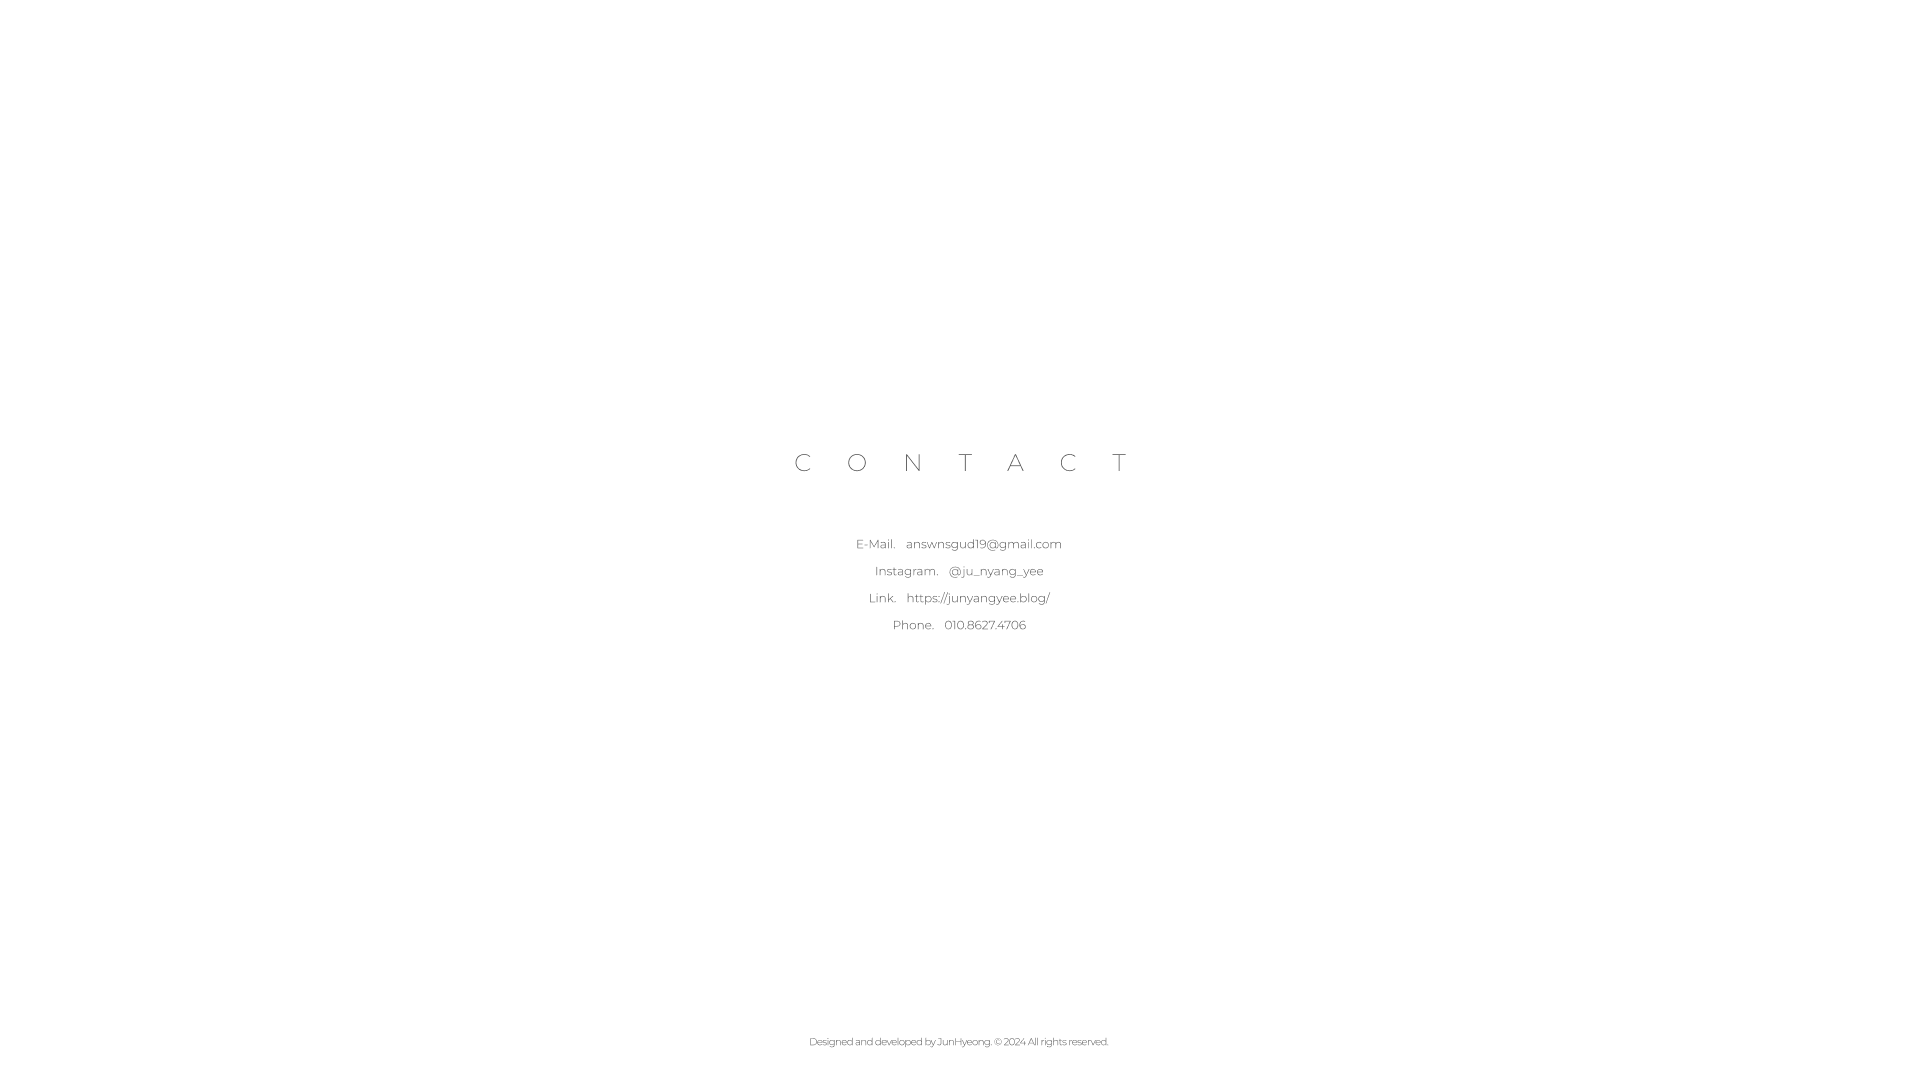 C O N T A C T
E-Mail. answnsgud19@gmail.com
Instagram. @ju_nyang_yee
Link. https://junyangyee.blog/
Phone. 010.8627.4706
Designed and developed by JunHyeong. © 2024 All rights reserved.